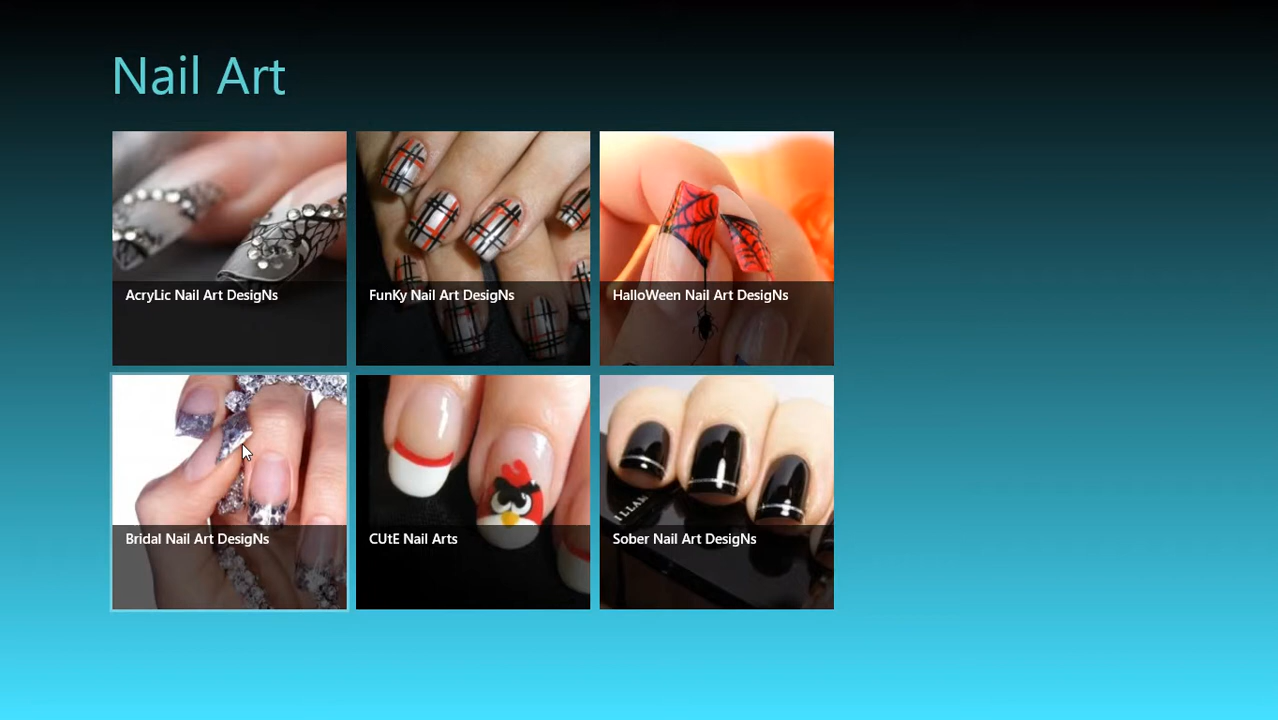 Nail Art
AcryLic Nail Art DesigNs
FunKy Nail Art DesigNs
HalloWeen Nail Art DesigNs
Bridal Nail Art DesigNs
CUtE Nail Arts
Sober Nail Art DesigNs